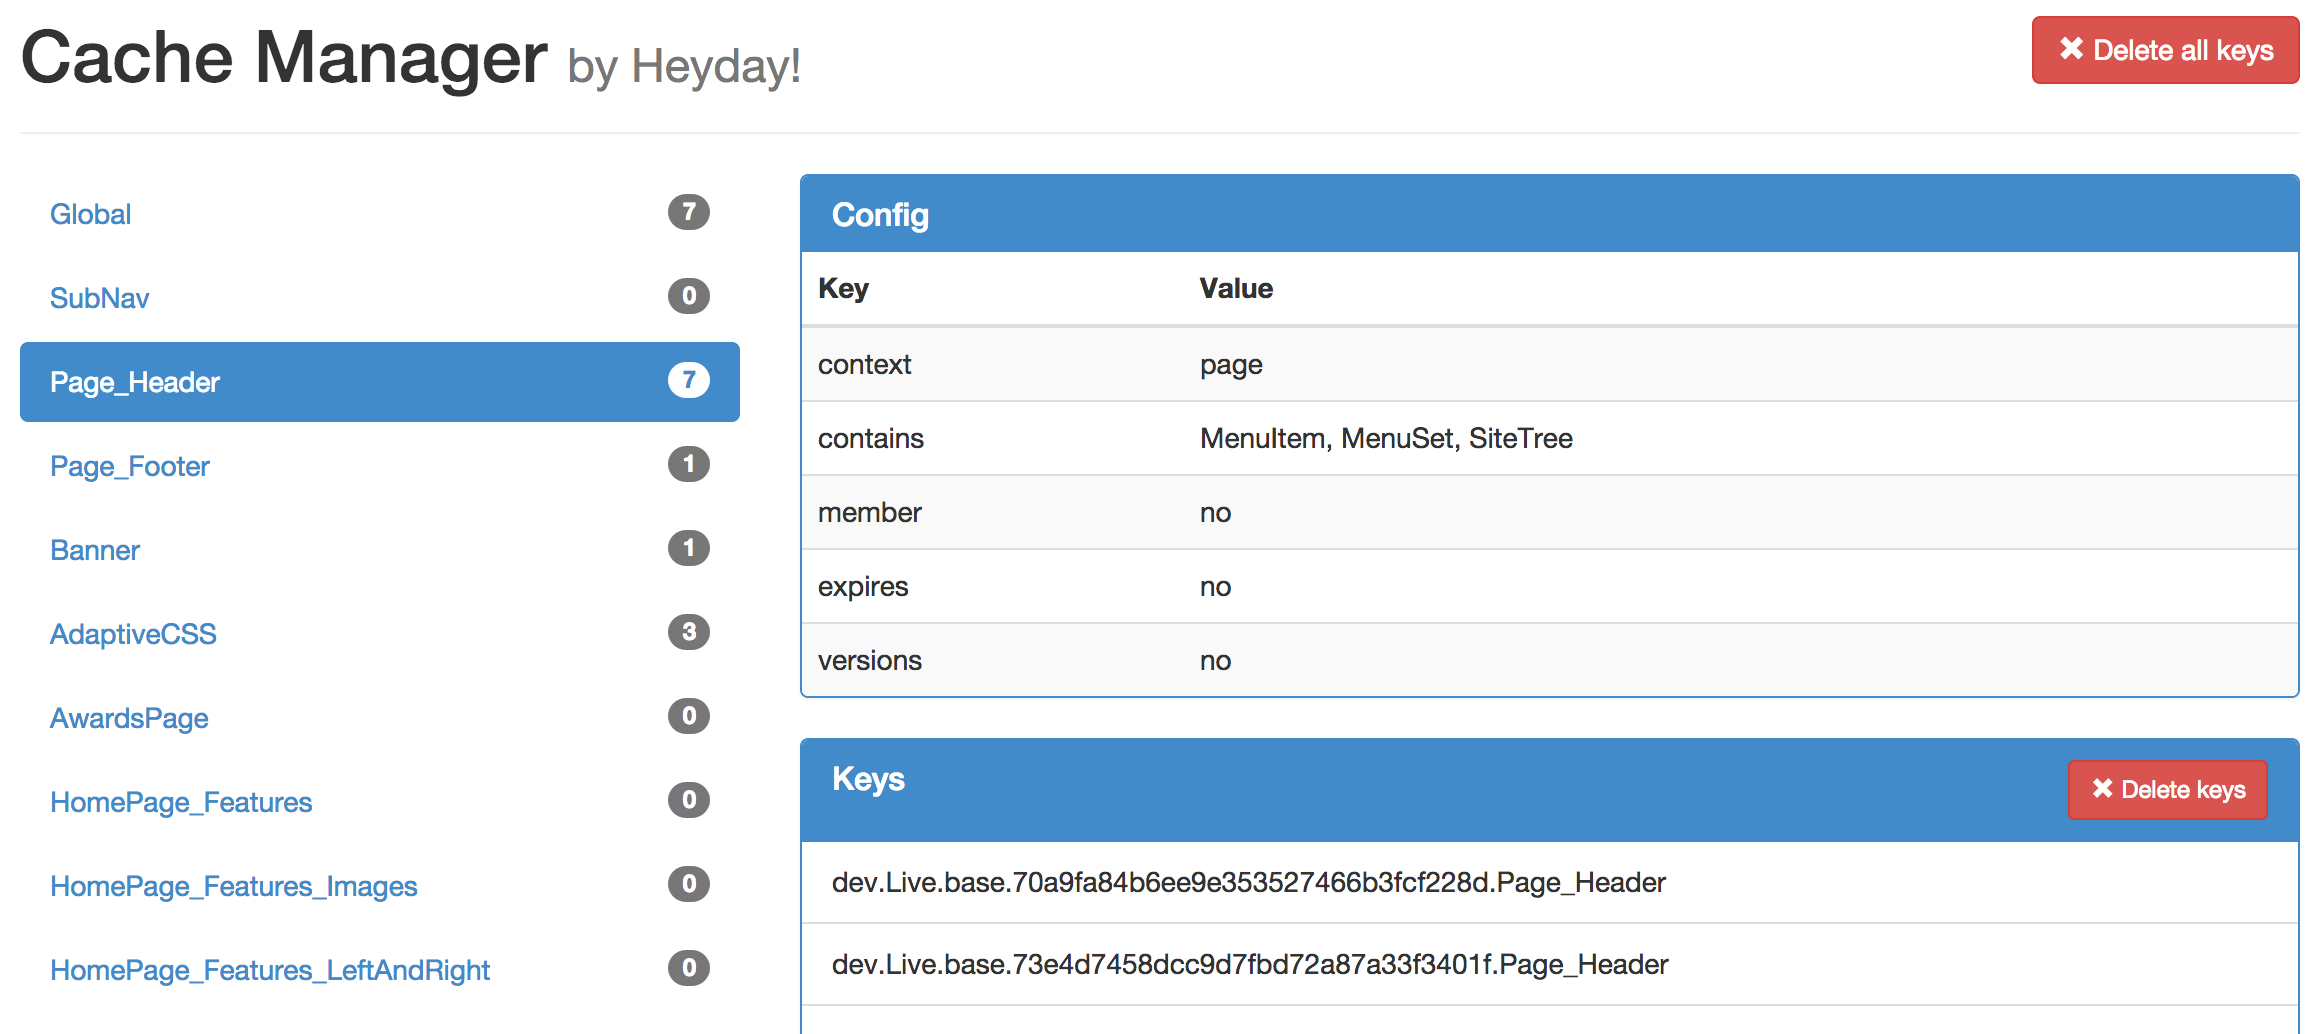 Cache Manager by Heyday!
✖ Delete all keys
Global 7
SubNav 0
Page_Header 7
Page_Footer 1
Banner 1
AdaptiveCSS 3
AwardsPage 0
HomePage_Features 0
HomePage_Features_Images 0
HomePage_Features_LeftAndRight 0
Config
Key Value
context page
contains MenuItem, MenuSet, SiteTree
member no
expires no
versions no
Keys
✖ Delete keys
dev.Live.base.70a9fa84b6ee9e353527466b3fcf228d.Page_Header
dev.Live.base.73e4d7458dcc9d7fbd72a87a33f3401f.Page_Header